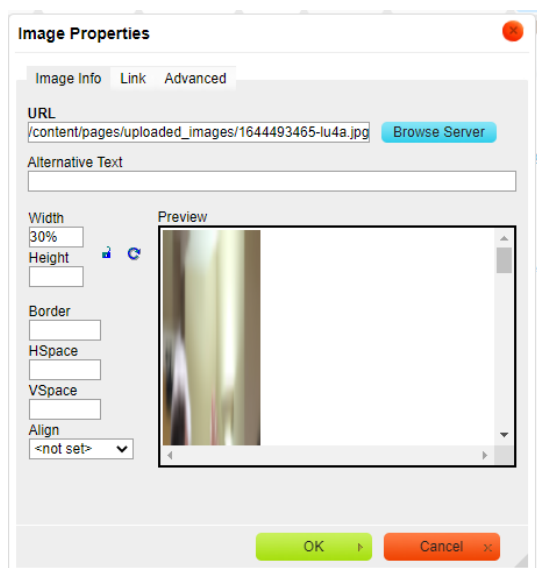 Image Properties
Image Info Link Advanced
URL
/content/pages/uploaded_images/1644493465-lu4a.jpg Browse Server
Alternative Text
Width Preview
30%
Height
Border
HSpace
VSpace
Align
<not set>
OK Cancel